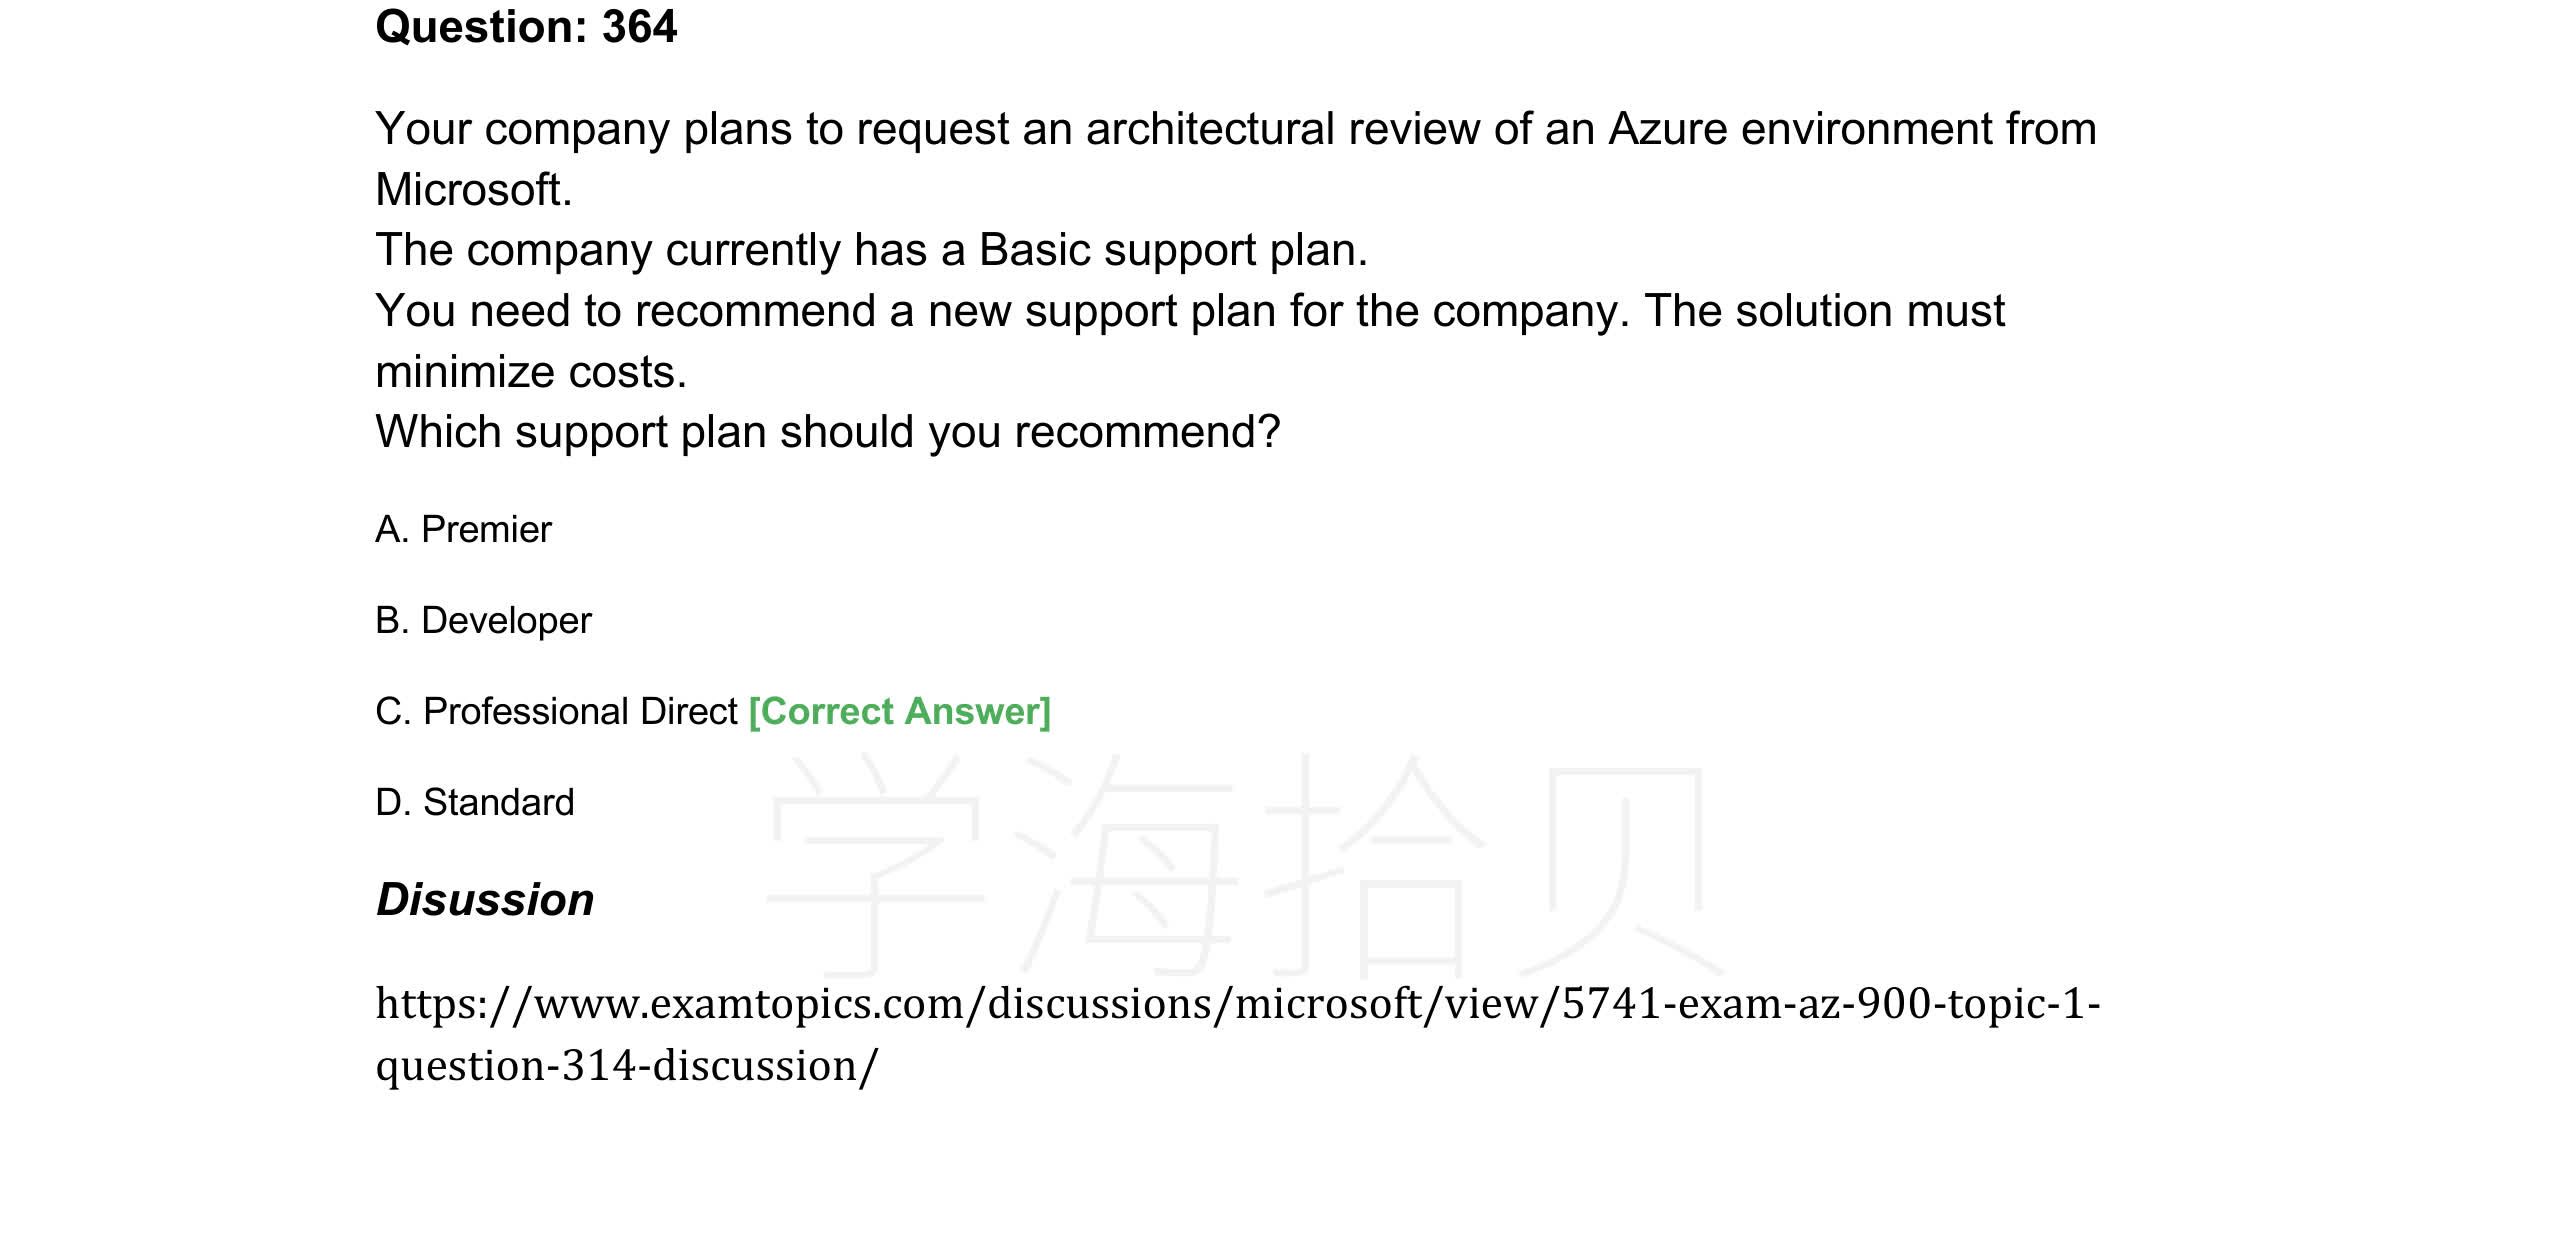 Question: 364
Your company plans to request an architectural review of an Azure environment from
Microsoft.
The company currently has a Basic support plan.
You need to recommend a new support plan for the company. The solution must
minimize costs.
Which support plan should you recommend?
A. Premier
B. Developer
C. Professional Direct [Correct Answer]
D. Standard
学海拾贝
Disussion
https://www.examtopics.com/discussions/microsoft/view/5741-exam-az-900-topic-1-
question-314-discussion/